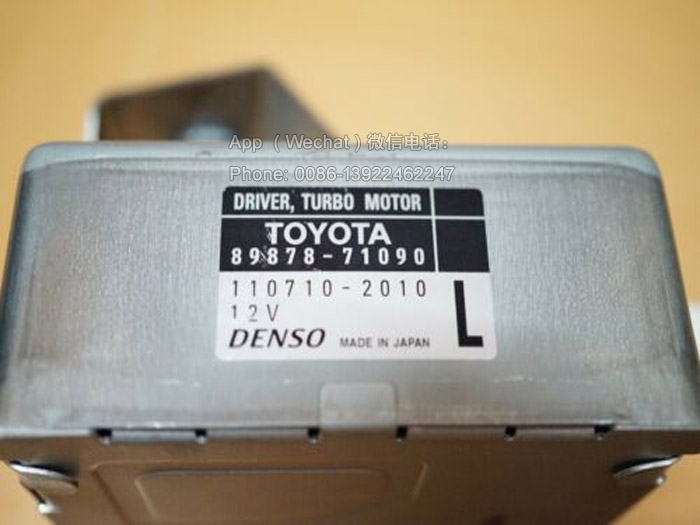 App （Wechat）微信电话：
Phone: 0086-13922462247
DRIVER, TURBO MOTOR
TOYOTA
89878-71090
110710-2010
12V
L
DENSO MADE IN JAPAN